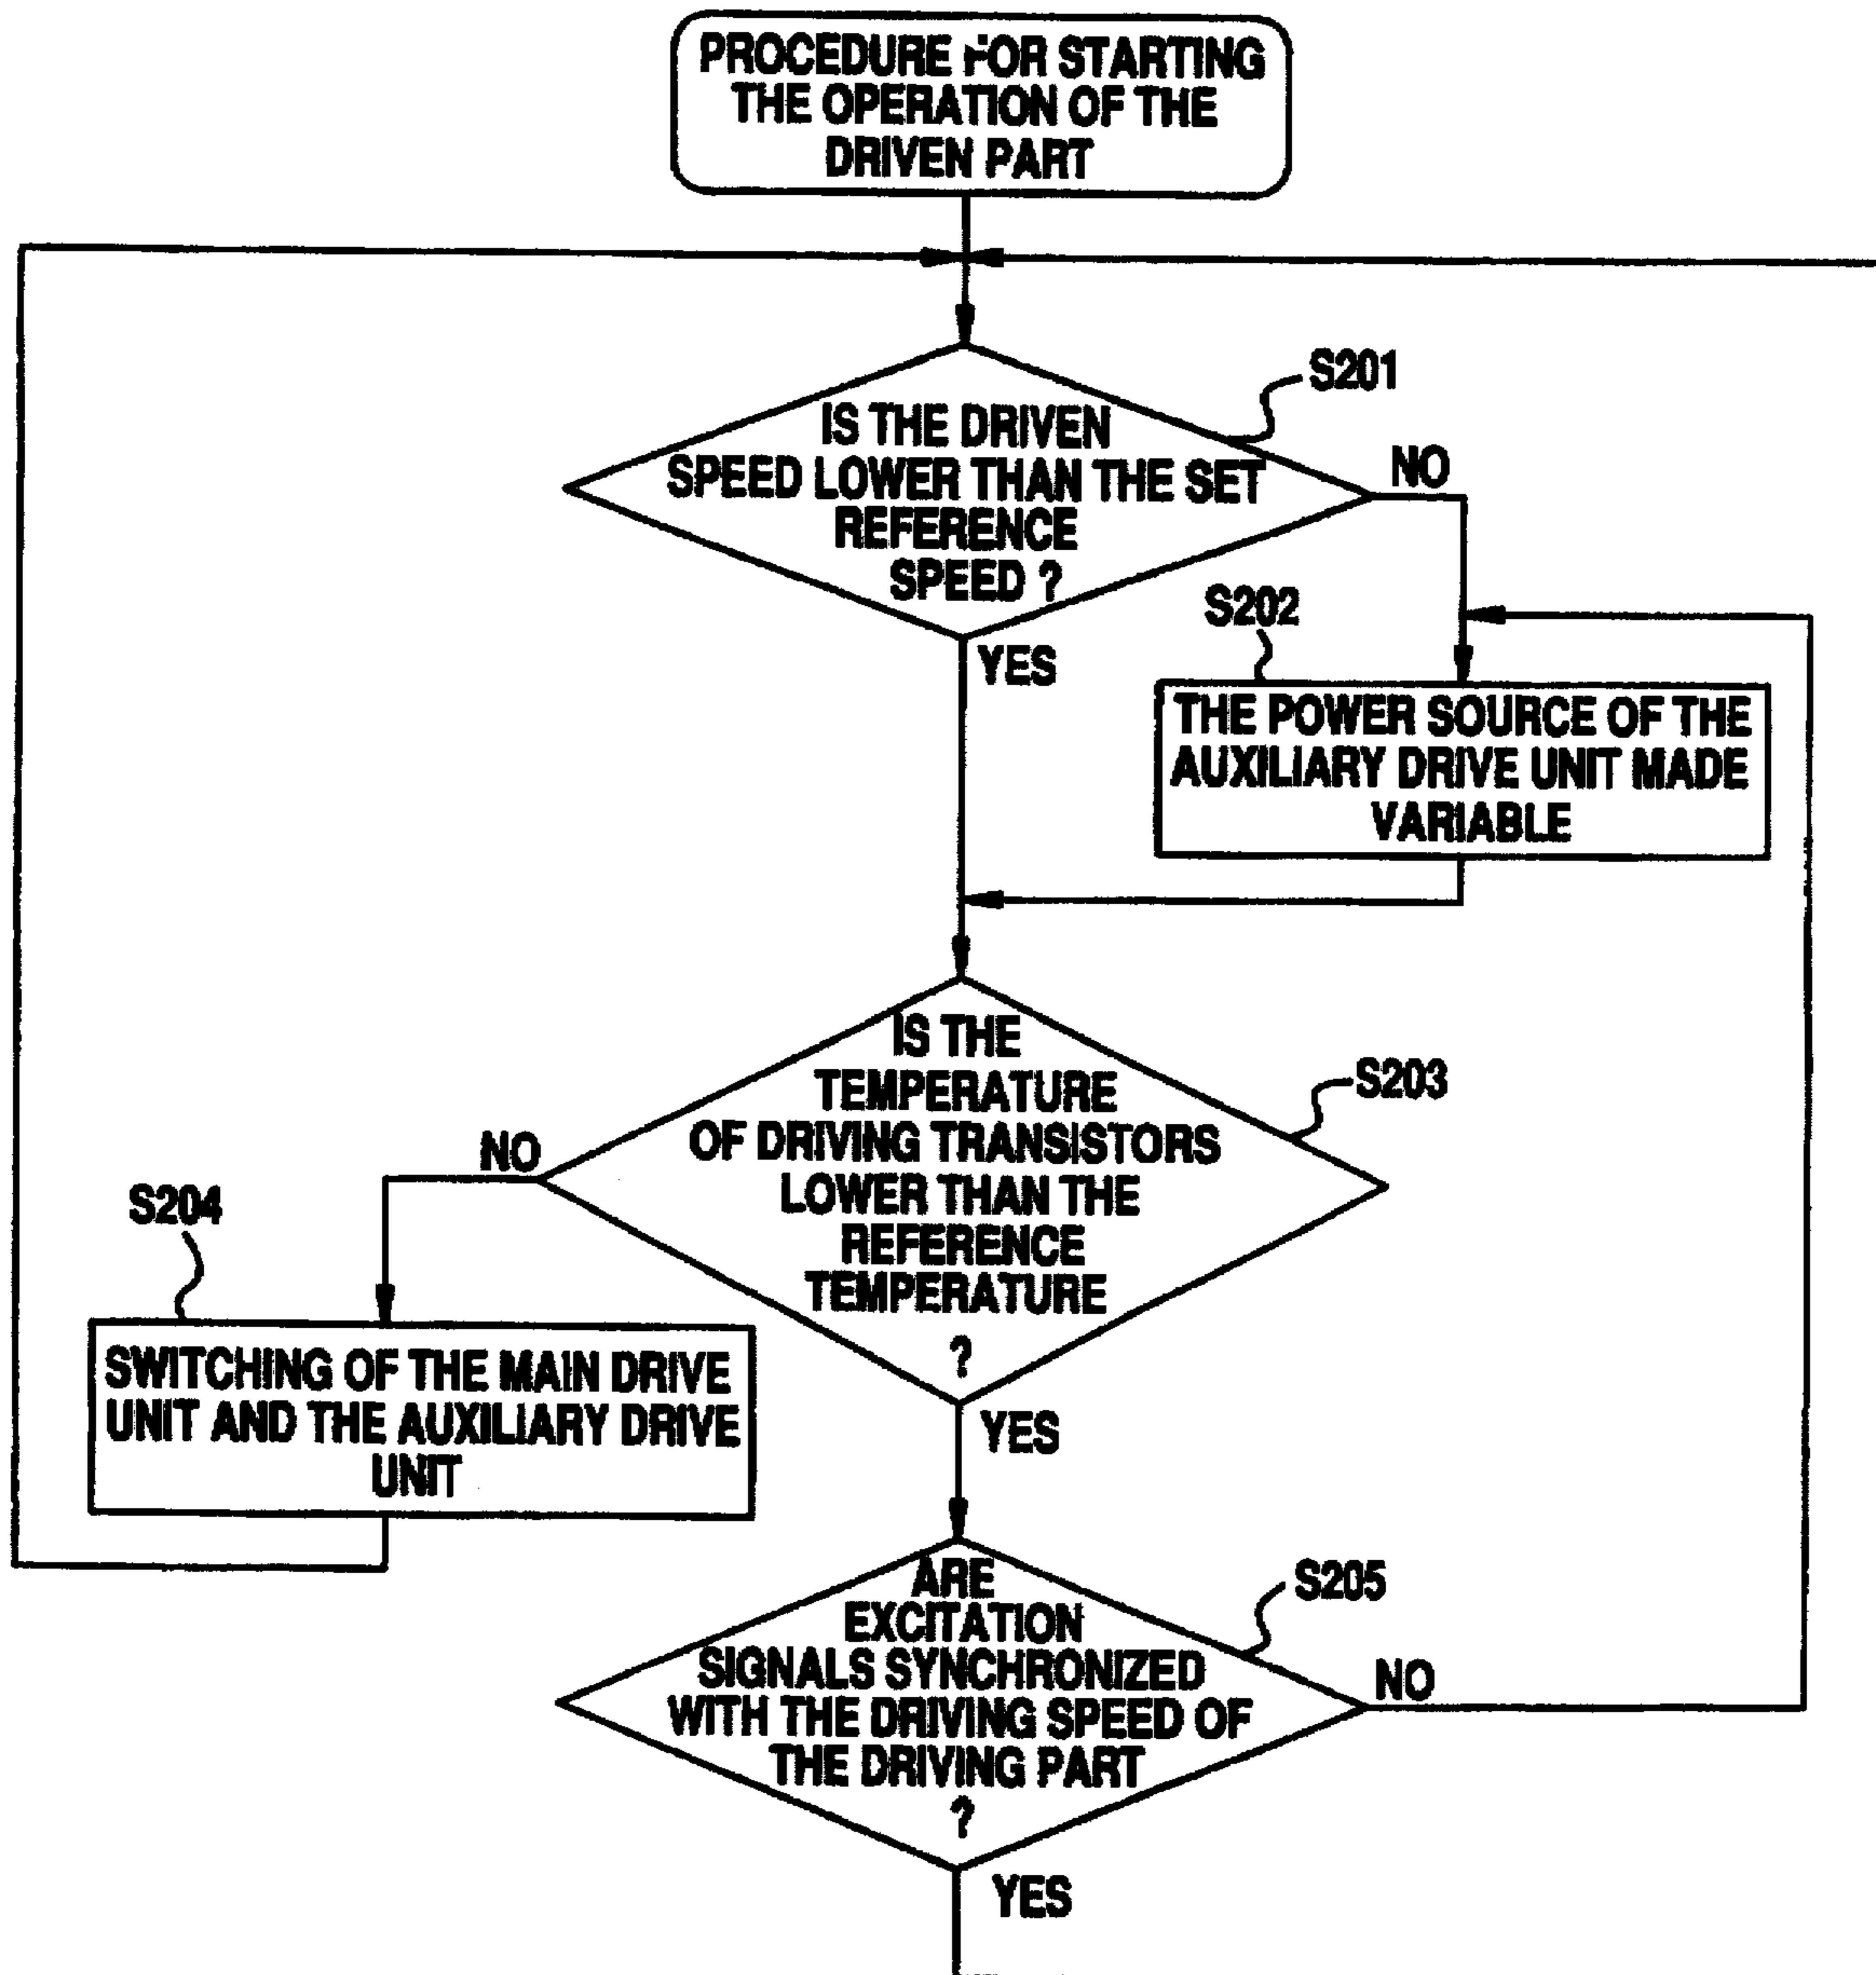 PROCEDURE FOR STARTING
THE OPERATION OF THE
DRIVEN PART
S201
IS THE DRIVEN
SPEED LOWER THAN THE SET
REFERENCE
SPEED ?
NO
YES
S202
THE POWER SOURCE OF THE
AUXILIARY DRIVE UNIT MADE
VARIABLE
S203
IS THE
TEMPERATURE
OF DRIVING TRANSISTORS
LOWER THAN THE
REFERENCE
TEMPERATURE
?
NO
YES
S204
SWITCHING OF THE MAIN DRIVE
UNIT AND THE AUXILIARY DRIVE
UNIT
S205
ARE
EXCITATION
SIGNALS SYNCHRONIZED
WITH THE DRIVING SPEED OF
THE DRIVING PART
?
NO
YES